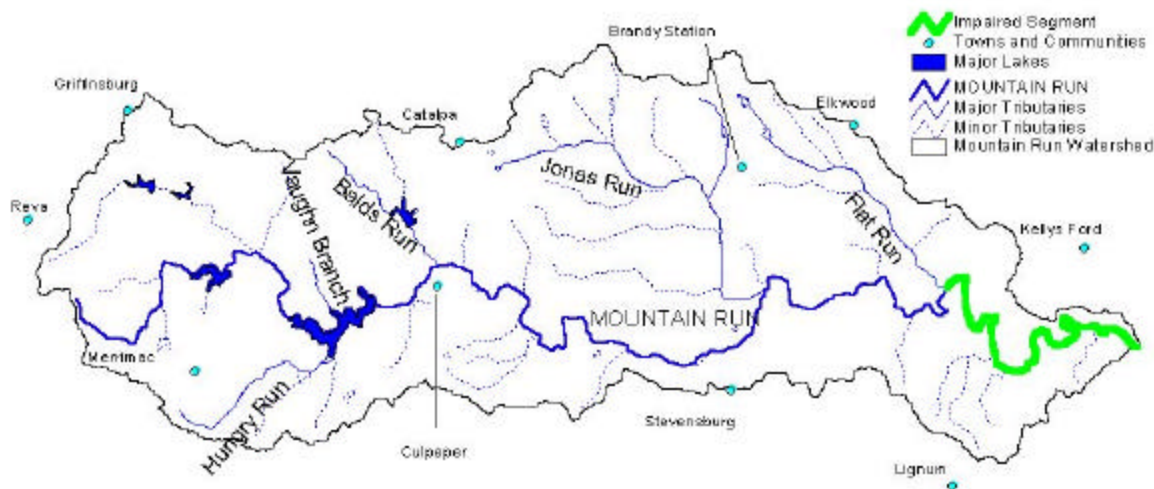 Impaired Segment
Towns and Communities
Major Lakes
MOUNTAIN RUN
Major Tributaries
Minor Tributaries
Mountain Run Watershed
Brandy Station
Griffinsburg
Catalpa
Elkwood
Reva
Vaughn Branch
Balds Run
Jonas Run
Flat Run
Kellys Ford
MOUNTAIN RUN
Merrimac
Hungry Run
Culpeper
Stevensburg
Lignum